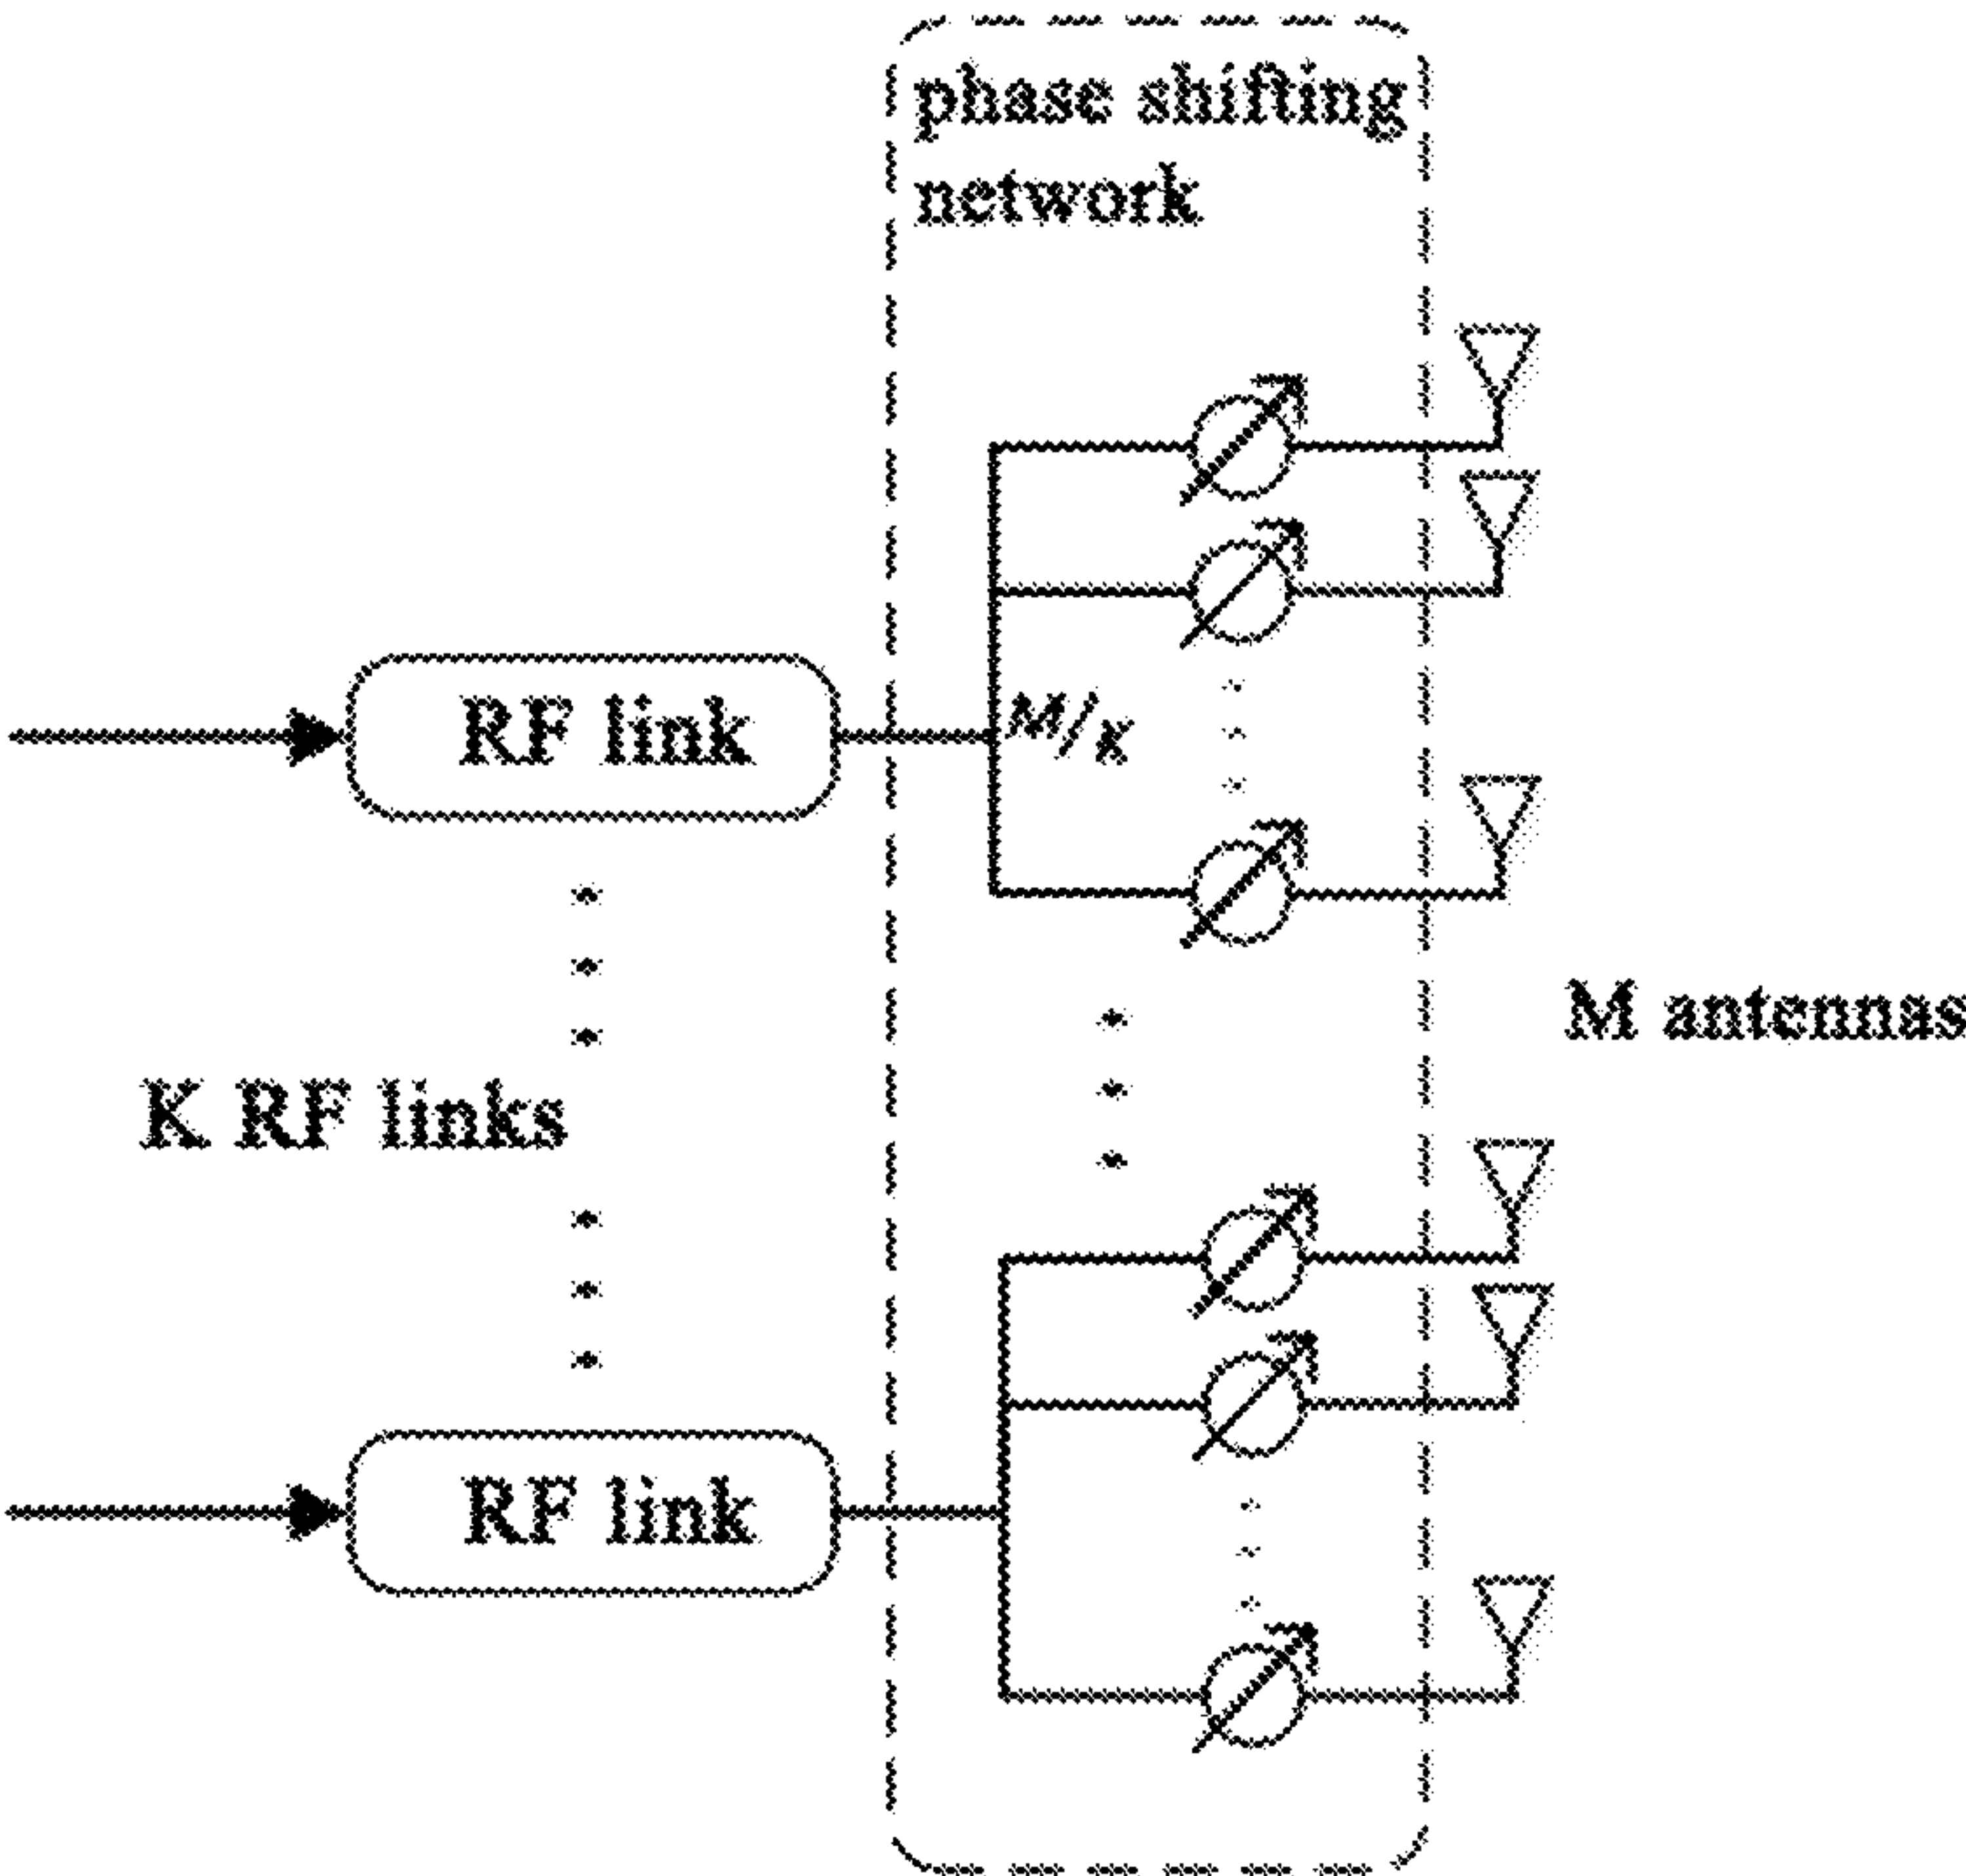 phase shifting
network
RF link
M/K
M antennas
K RF links
RF link